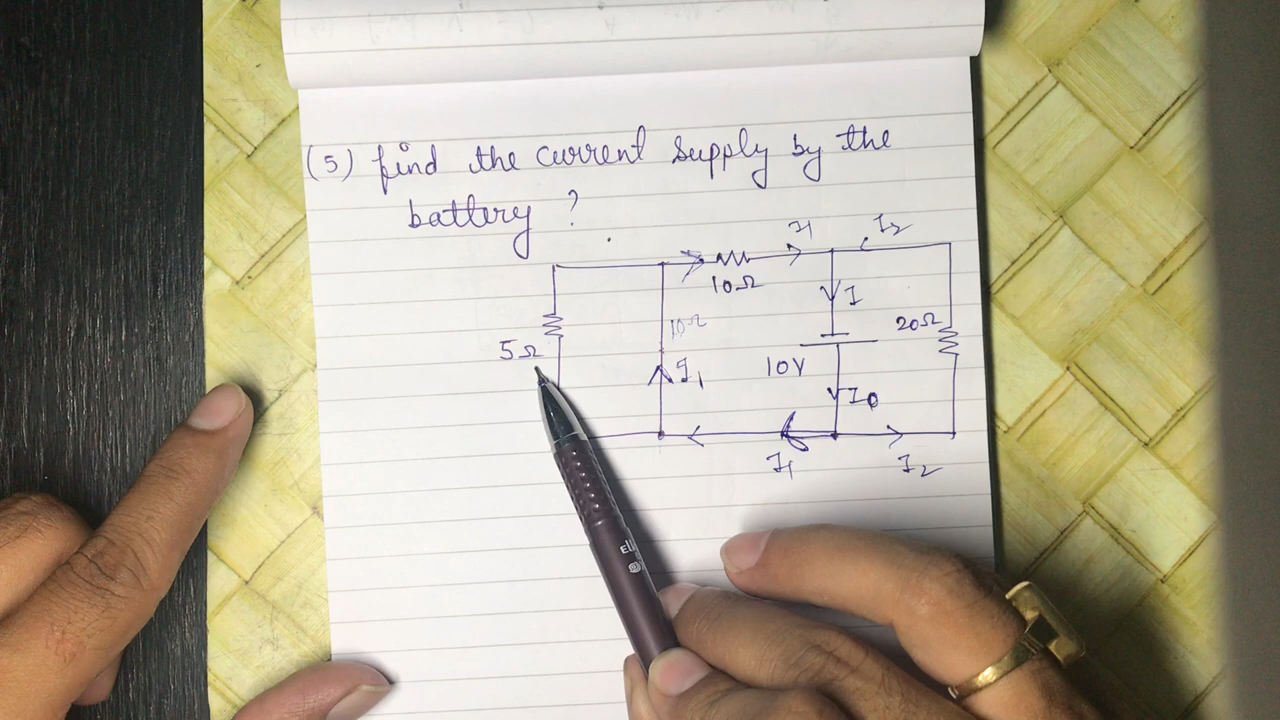 (5) find the current supply by the
battery ?
I1 I2
10Ω
I
10Ω 20Ω
5Ω
I1 10V I0
I1 I2